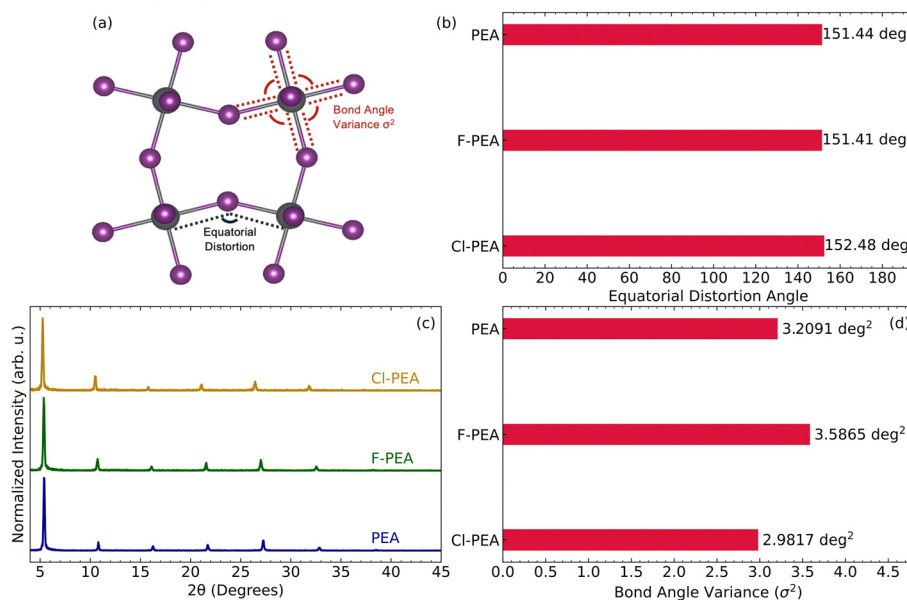 (a)
Bond Angle
Variance σ²
Equatorial
Distortion
(b)
PEA
151.44 deg
F-PEA
151.41 deg
Cl-PEA
152.48 deg
0 20 40 60 80 100 120 140 160 180
Equatorial Distortion Angle
(c)
Normalized Intensity (arb. u.)
Cl-PEA
F-PEA
PEA
5 10 15 20 25 30 35 40 45
2θ (Degrees)
(d)
PEA
3.2091 deg²
F-PEA
3.5865 deg²
Cl-PEA
2.9817 deg²
0.0 0.5 1.0 1.5 2.0 2.5 3.0 3.5 4.0 4.5
Bond Angle Variance (σ²)